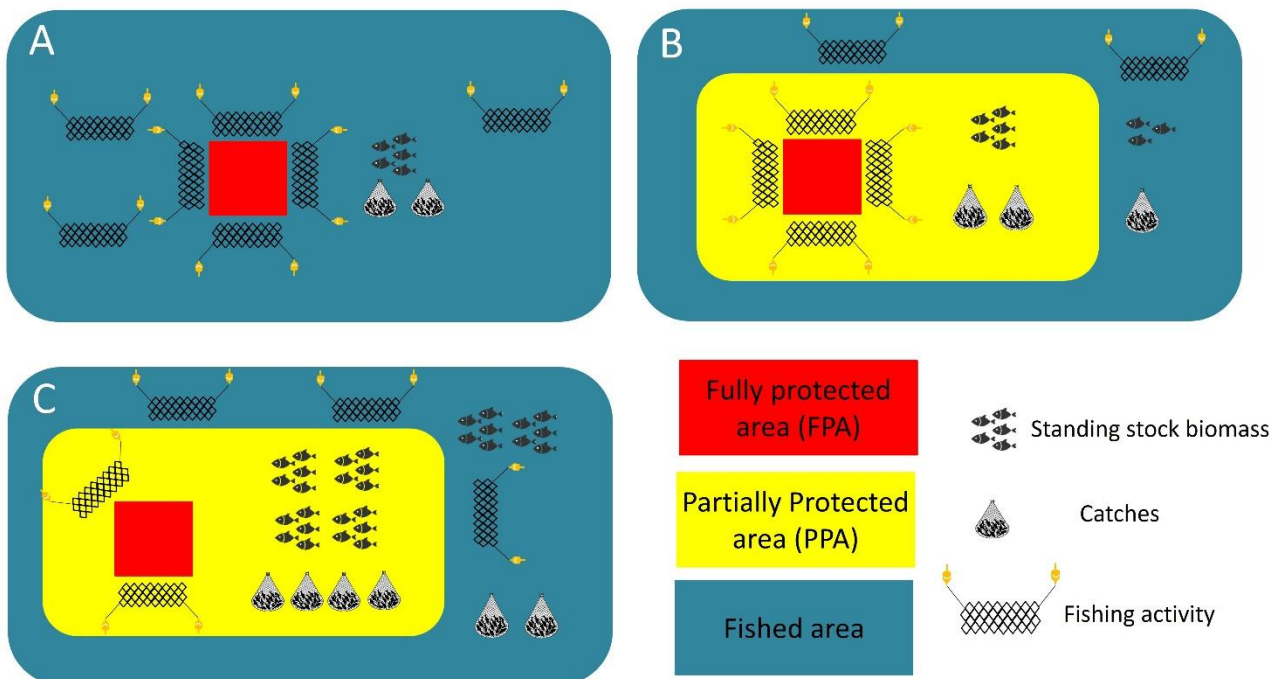 A
B
C
Fully protected
area (FPA)
Standing stock biomass
Partially Protected
area (PPA)
Catches
Fished area
Fishing activity